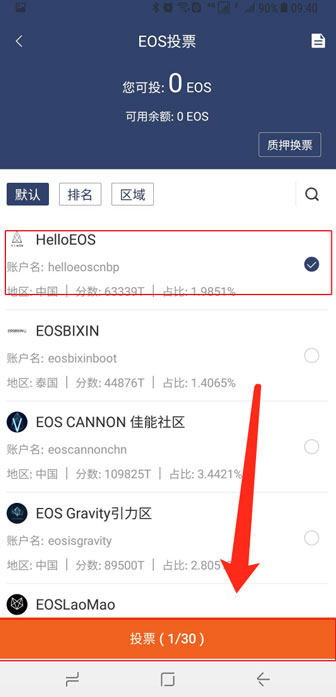 4G 90% 09:40
EOS投票
您可投: 0 EOS
可用余额: 0 EOS
质押换票
默认 排名 区域
HelloEOS
账户名: helloeoscnbp
地区: 中国 | 分数: 63339T | 占比: 1.9851%
EOSBIXIN
账户名: eosbixinboot
地区: 泰国 | 分数: 44876T | 占比: 1.4065%
EOS CANNON 佳能社区
账户名: eoscannonchn
地区: 中国 | 分数: 109825T | 占比: 3.4421%
EOS Gravity引力区
账户名: eosisgravity
地区: 中国 | 分数: 89500T | 占比: 2.805
EOSLaoMao
投票 ( 1/30 )